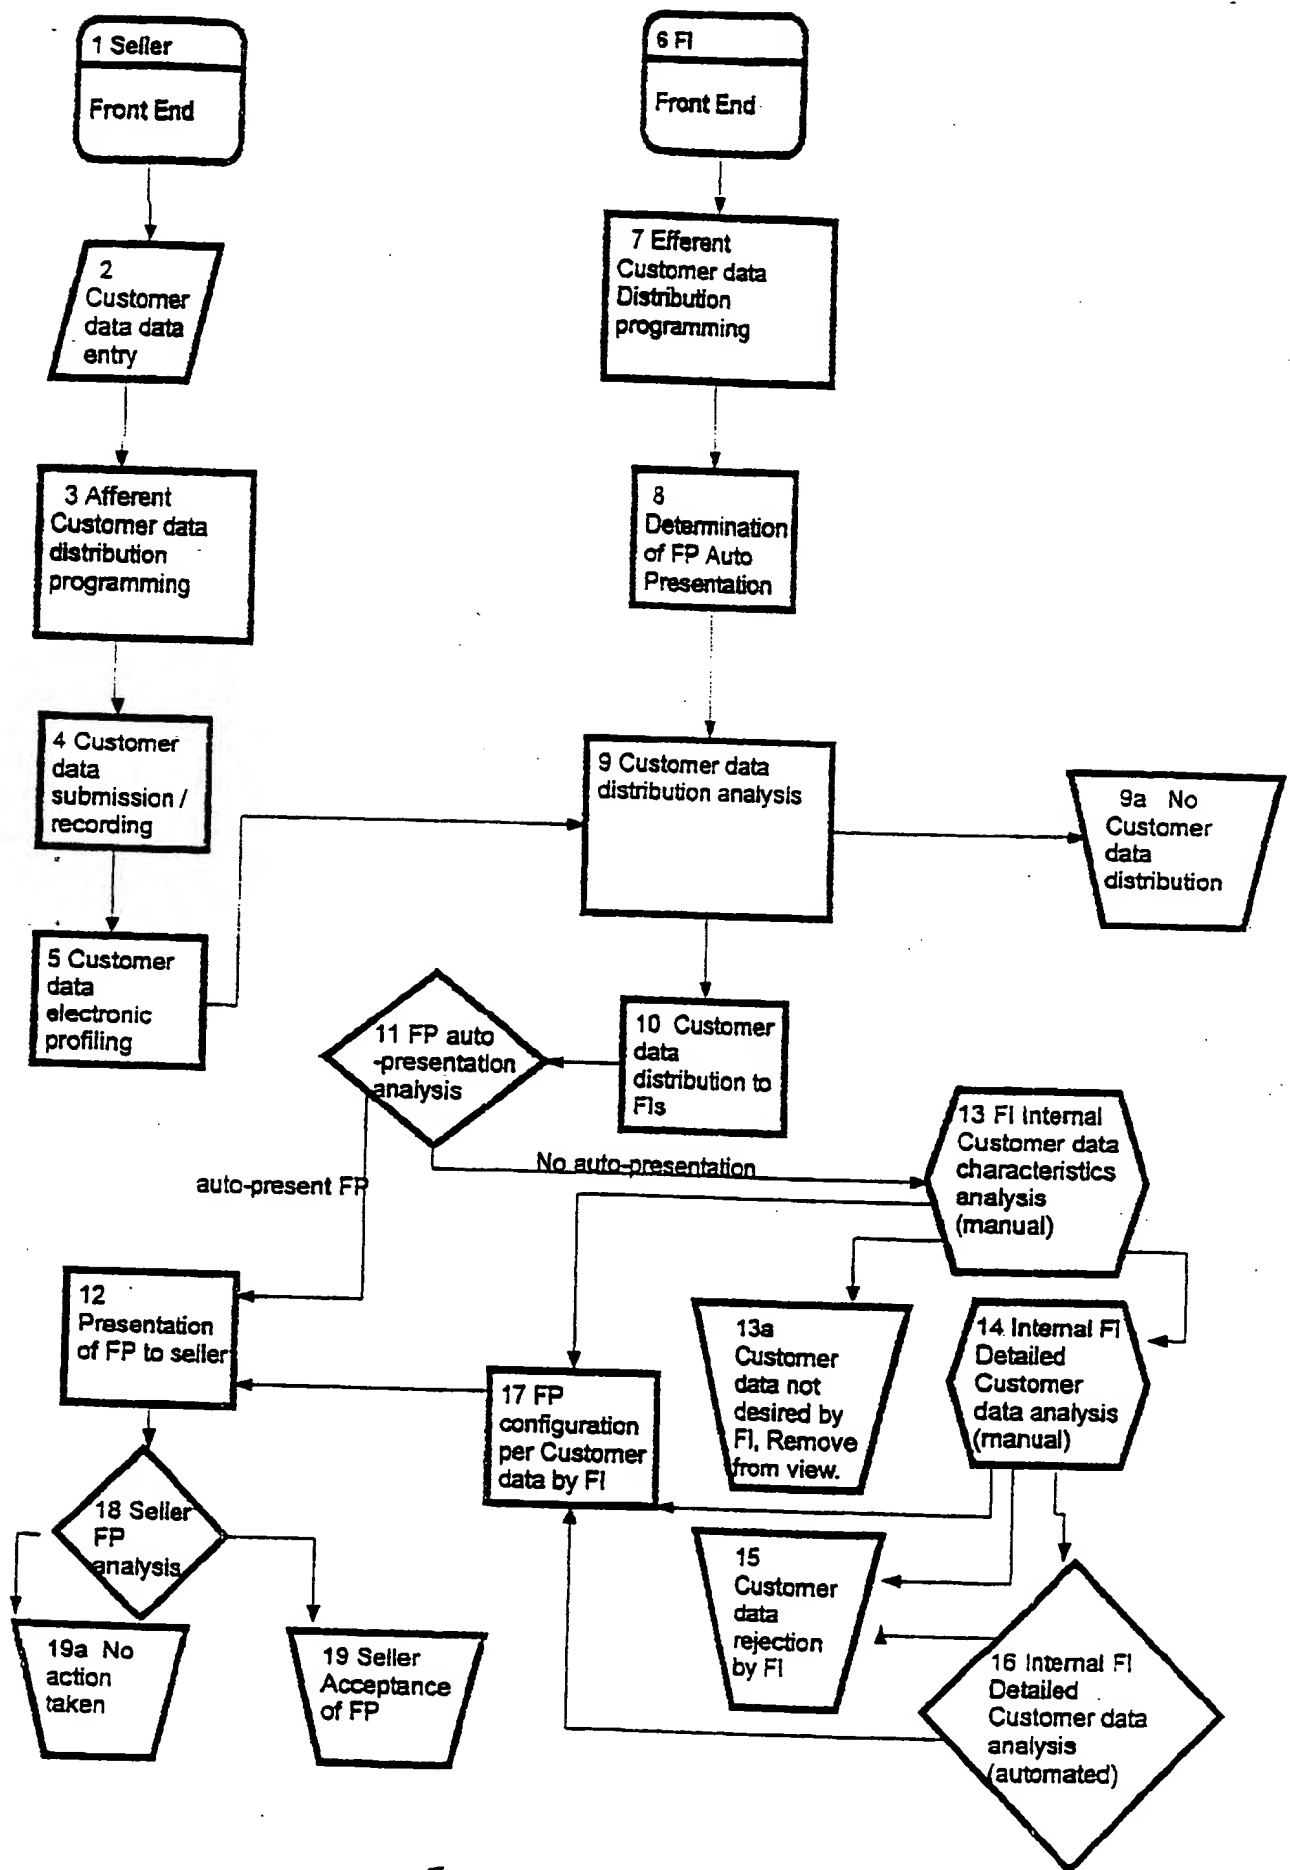 1 Seller
Front End
6 FI
Front End
2
Customer
data data
entry
7 Efferent
Customer data
Distribution
programming
3 Afferent
Customer data
distribution
programming
8
Determination
of FP Auto
Presentation
4 Customer
data
submission /
recording
9 Customer data
distribution analysis
9a No
Customer
data
distribution
5 Customer
data
electronic
profiling
11 FP auto
-presentation
analysis
10 Customer
data
distribution to
FIs
No auto-presentation
auto-present FP
13 FI Internal
Customer data
characteristics
analysis
(manual)
12
Presentation
of FP to seller
17 FP
configuration
per Customer
data by FI
13a
Customer
data not
desired by
FI, Remove
from view.
14 Internal FI
Detailed
Customer
data analysis
(manual)
18 Seller
FP
analysis
15
Customer
data
rejection
by FI
16 Internal FI
Detailed
Customer data
analysis
(automated)
19a No
action
taken
19 Seller
Acceptance
of FP